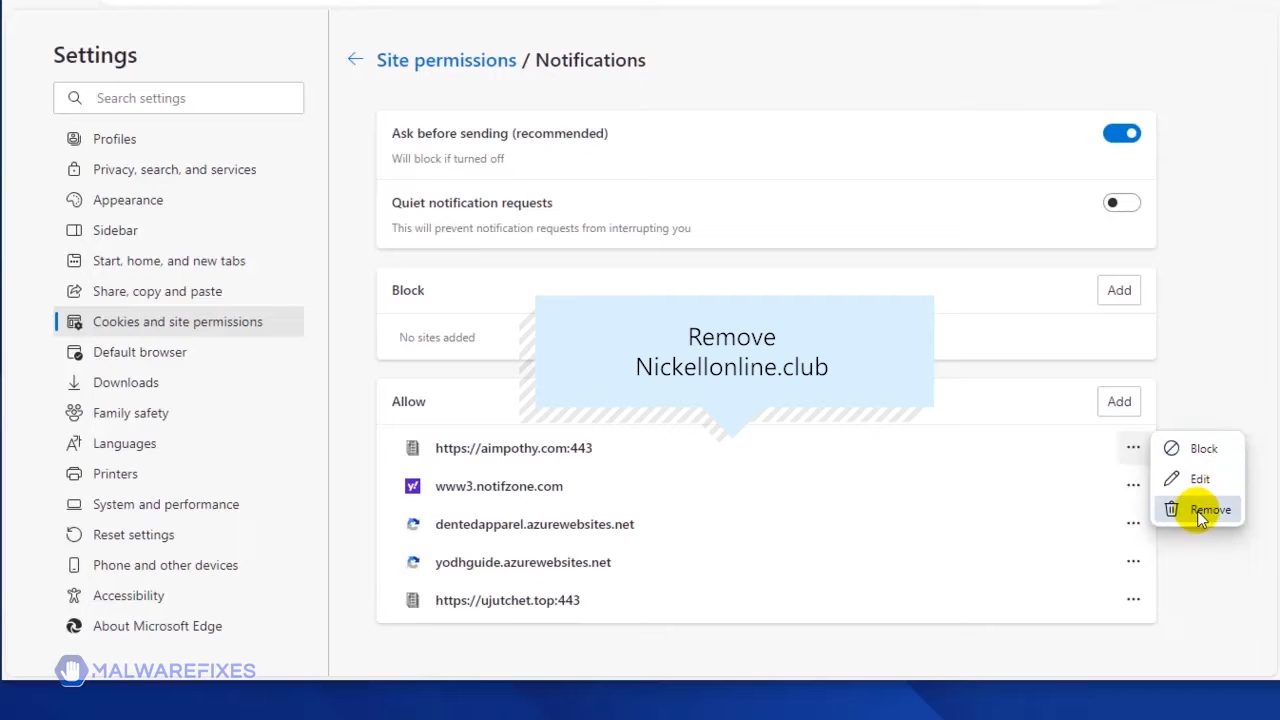 Settings
Search settings
Profiles
Privacy, search, and services
Appearance
Sidebar
Start, home, and new tabs
Share, copy and paste
Cookies and site permissions
Default browser
Downloads
Family safety
Languages
Printers
System and performance
Reset settings
Phone and other devices
Accessibility
About Microsoft Edge
MALWAREFIXES
Site permissions / Notifications
Ask before sending (recommended)
Will block if turned off
Quiet notification requests
This will prevent notification requests from interrupting you
Block
Add
No sites added
Remove
Nickellonline.club
Allow
Add
https://aimpothy.com:443
www3.notifzone.com
dentedapparel.azurewebsites.net
yodhguide.azurewebsites.net
https://ujutchet.top:443
Block
Edit
Remove